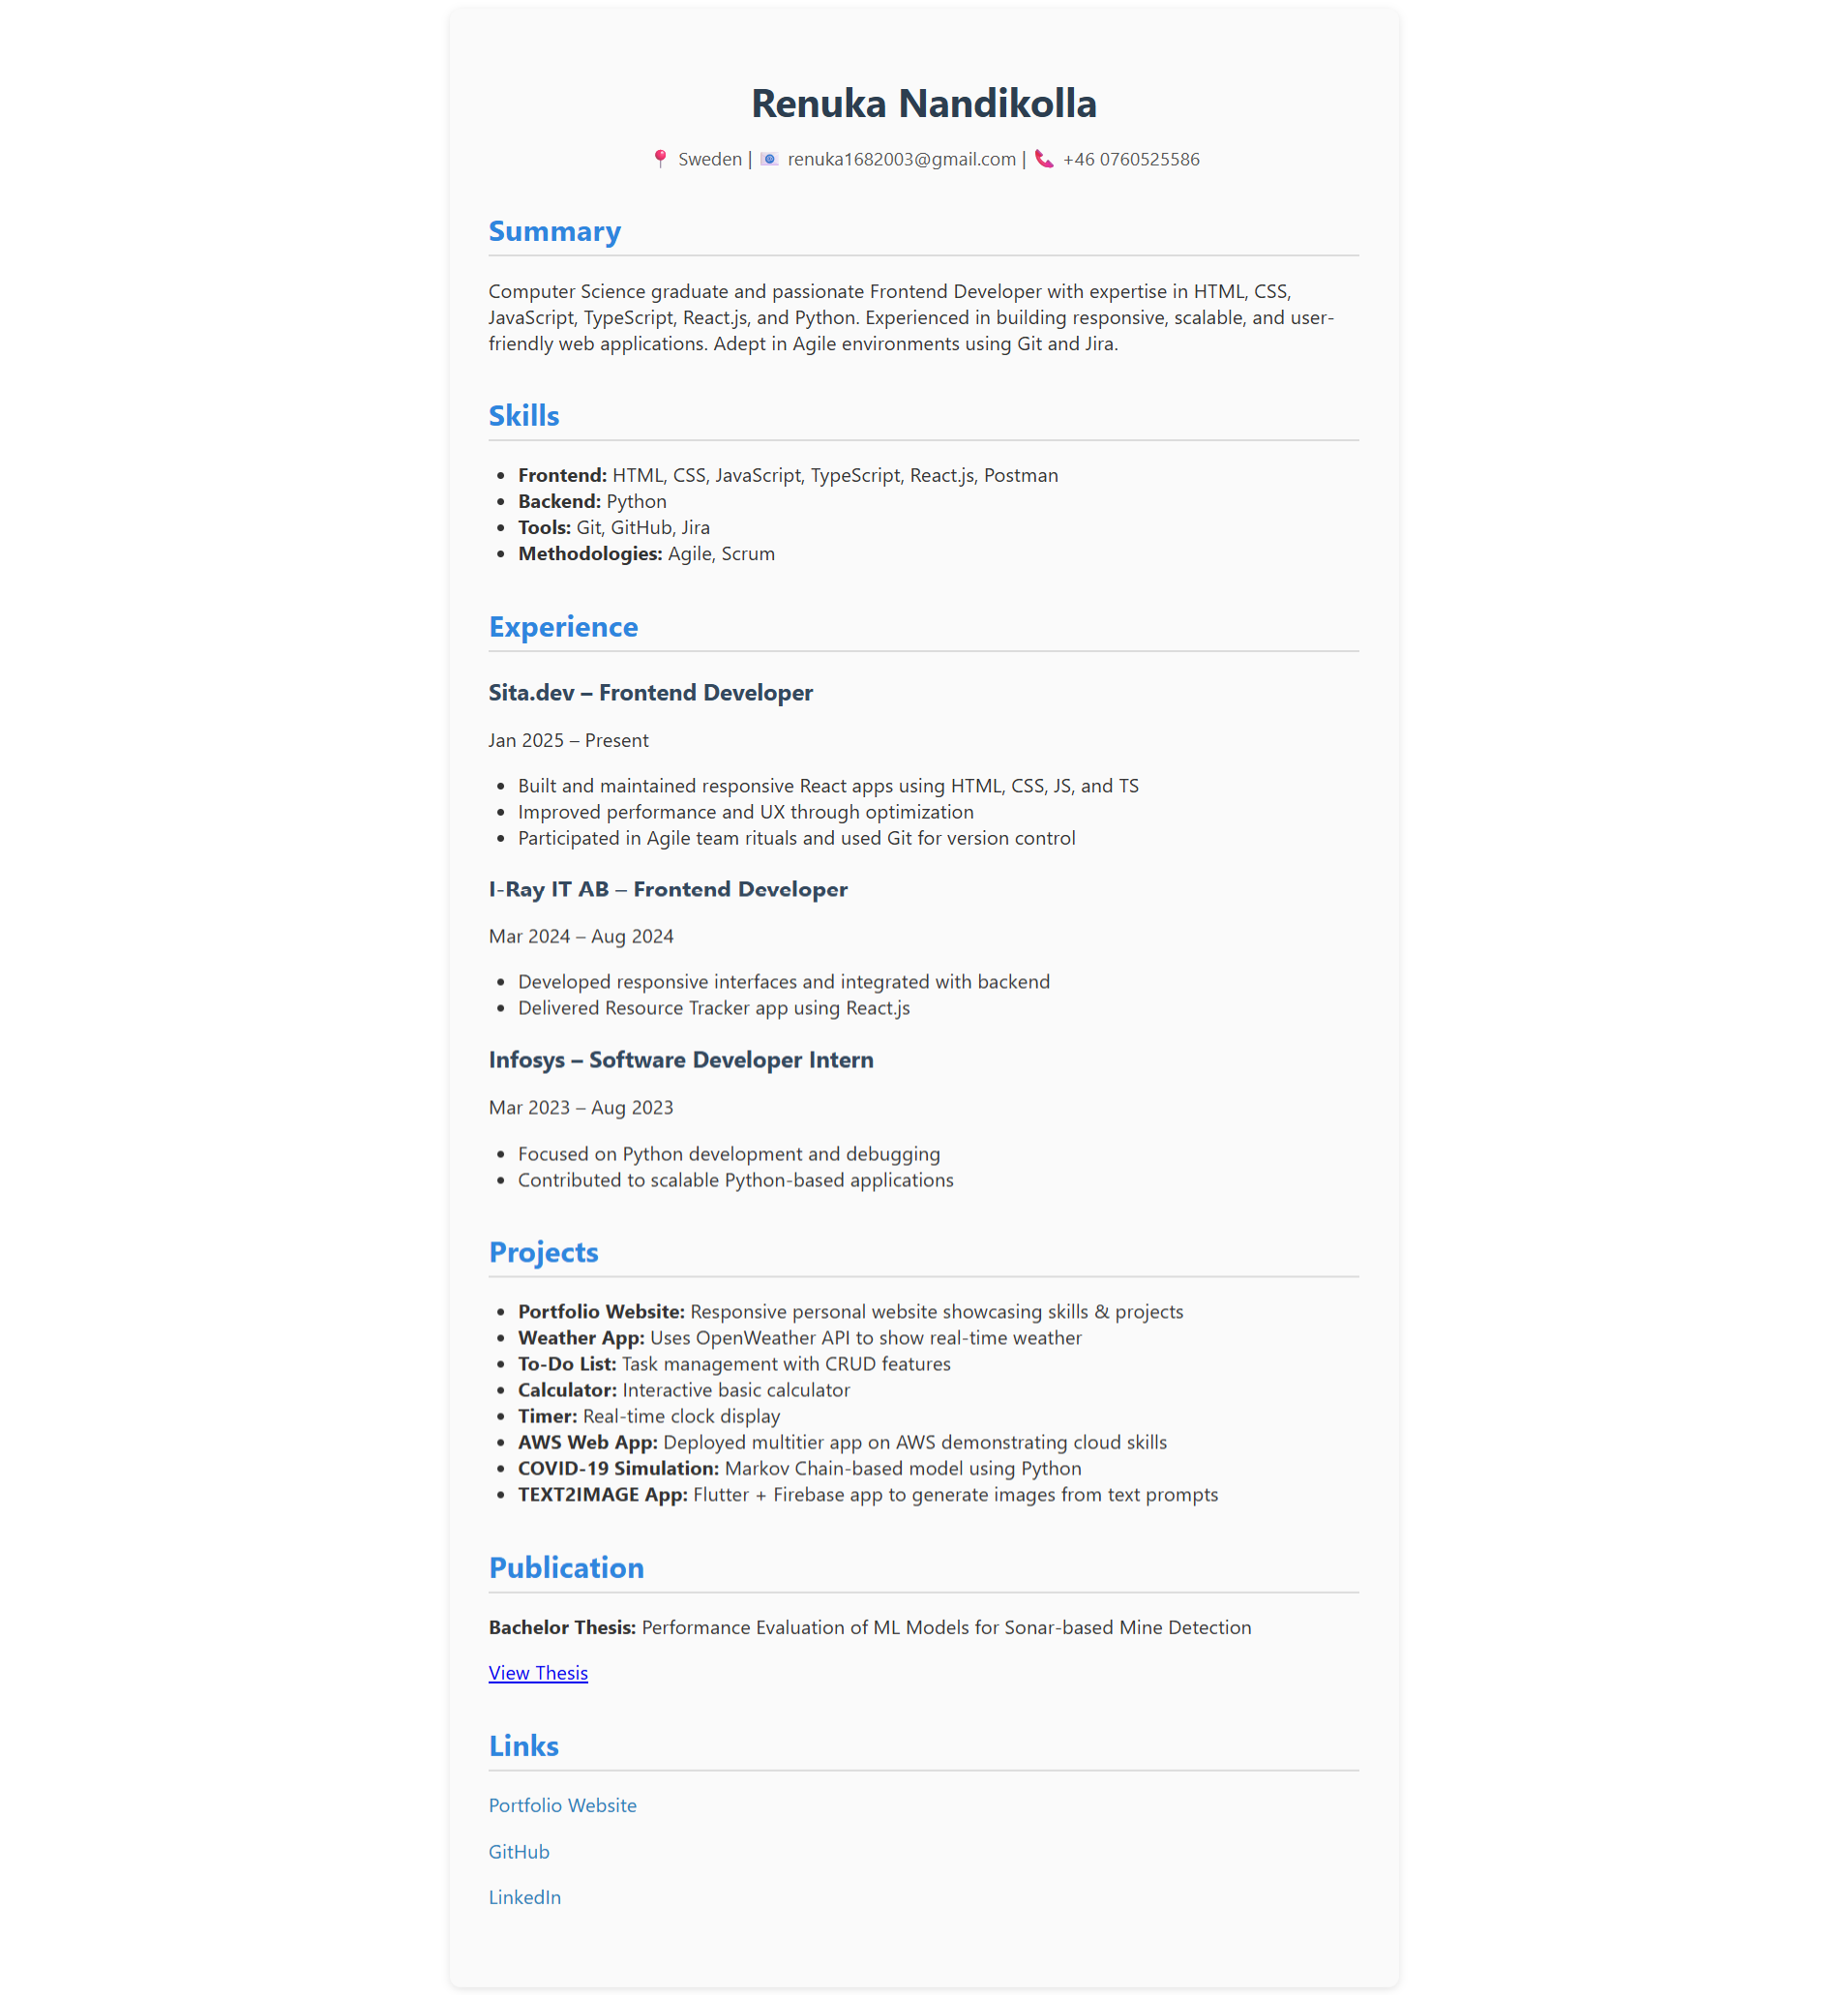 Renuka Nandikolla
📍 Sweden | 📧 renuka1682003@gmail.com | 📞 +46 0760525586
Summary
Computer Science graduate and passionate Frontend Developer with expertise in HTML, CSS,
JavaScript, TypeScript, React.js, and Python. Experienced in building responsive, scalable, and user-
friendly web applications. Adept in Agile environments using Git and Jira.
Skills
• Frontend: HTML, CSS, JavaScript, TypeScript, React.js, Postman
• Backend: Python
• Tools: Git, GitHub, Jira
• Methodologies: Agile, Scrum
Experience
Sita.dev – Frontend Developer
Jan 2025 – Present
• Built and maintained responsive React apps using HTML, CSS, JS, and TS
• Improved performance and UX through optimization
• Participated in Agile team rituals and used Git for version control
I-Ray IT AB – Frontend Developer
Mar 2024 – Aug 2024
• Developed responsive interfaces and integrated with backend
• Delivered Resource Tracker app using React.js
Infosys – Software Developer Intern
Mar 2023 – Aug 2023
• Focused on Python development and debugging
• Contributed to scalable Python-based applications
Projects
• Portfolio Website: Responsive personal website showcasing skills & projects
• Weather App: Uses OpenWeather API to show real-time weather
• To-Do List: Task management with CRUD features
• Calculator: Interactive basic calculator
• Timer: Real-time clock display
• AWS Web App: Deployed multitier app on AWS demonstrating cloud skills
• COVID-19 Simulation: Markov Chain-based model using Python
• TEXT2IMAGE App: Flutter + Firebase app to generate images from text prompts
Publication
Bachelor Thesis: Performance Evaluation of ML Models for Sonar-based Mine Detection
View Thesis
Links
Portfolio Website
GitHub
LinkedIn